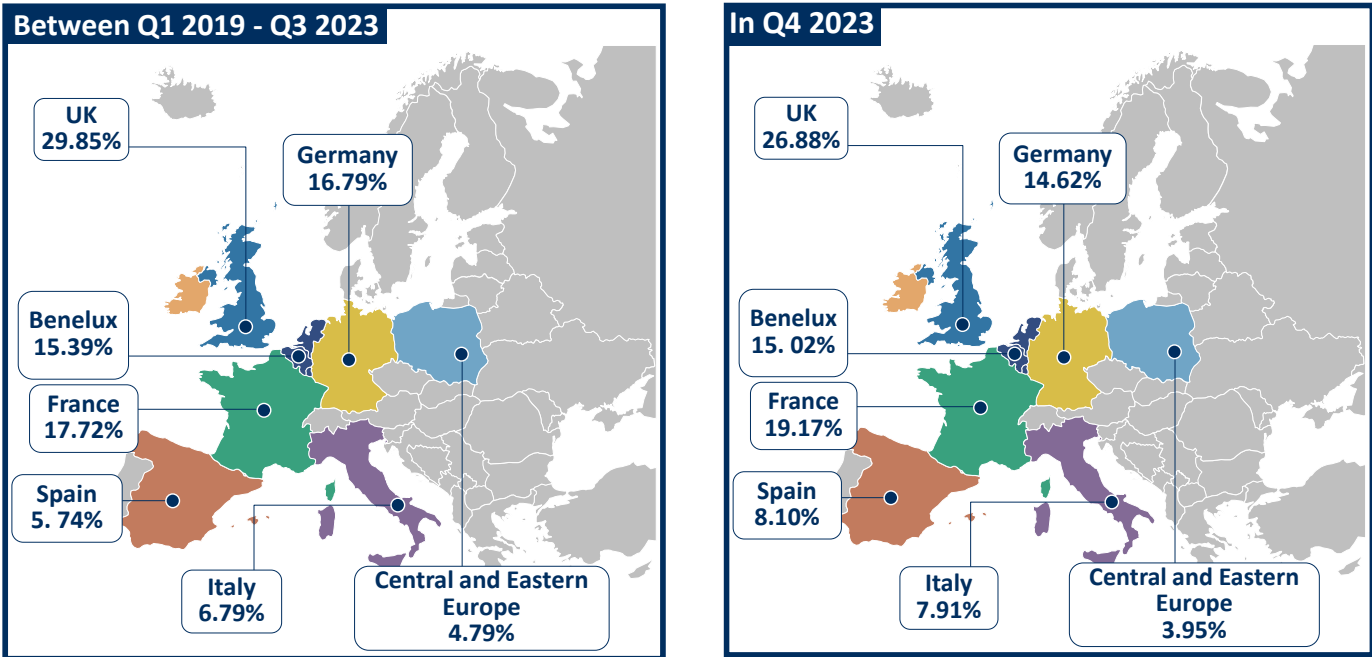 Between Q1 2019 - Q3 2023
UK
29.85%
Germany
16.79%
Benelux
15.39%
France
17.72%
Spain
5. 74%
Italy
6.79%
Central and Eastern
Europe
4.79%
In Q4 2023
UK
26.88%
Germany
14.62%
Benelux
15. 02%
France
19.17%
Spain
8.10%
Italy
7.91%
Central and Eastern
Europe
3.95%